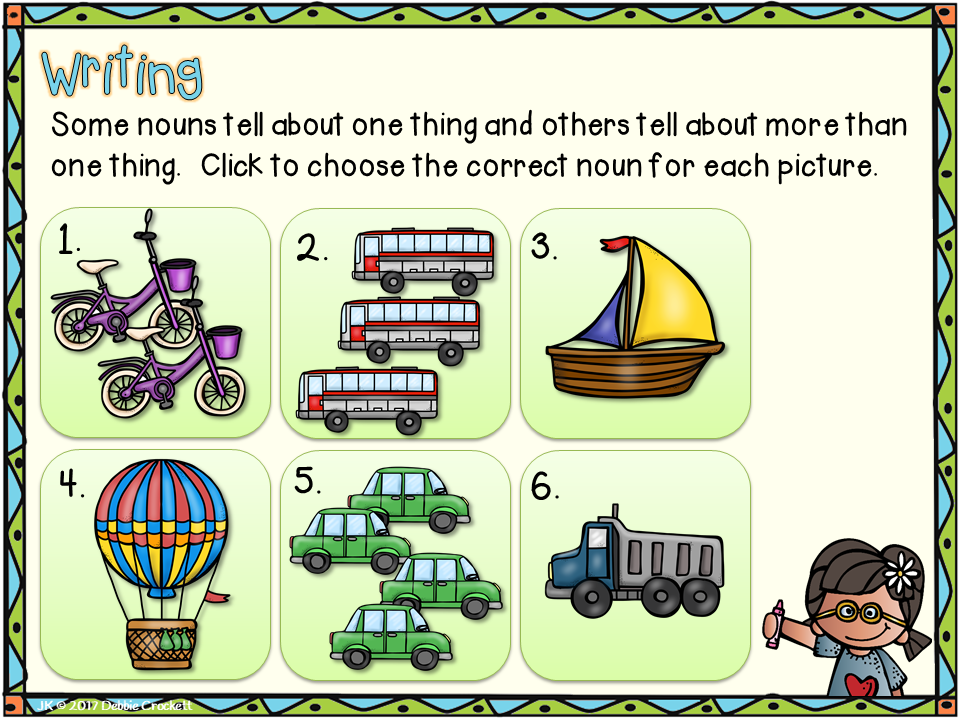 Writing
Some nouns tell about one thing and others tell about more than
one thing. Click to choose the correct noun for each picture.
1.
2.
3.
4.
5.
6.
JK © 2017 Debbie Crockett